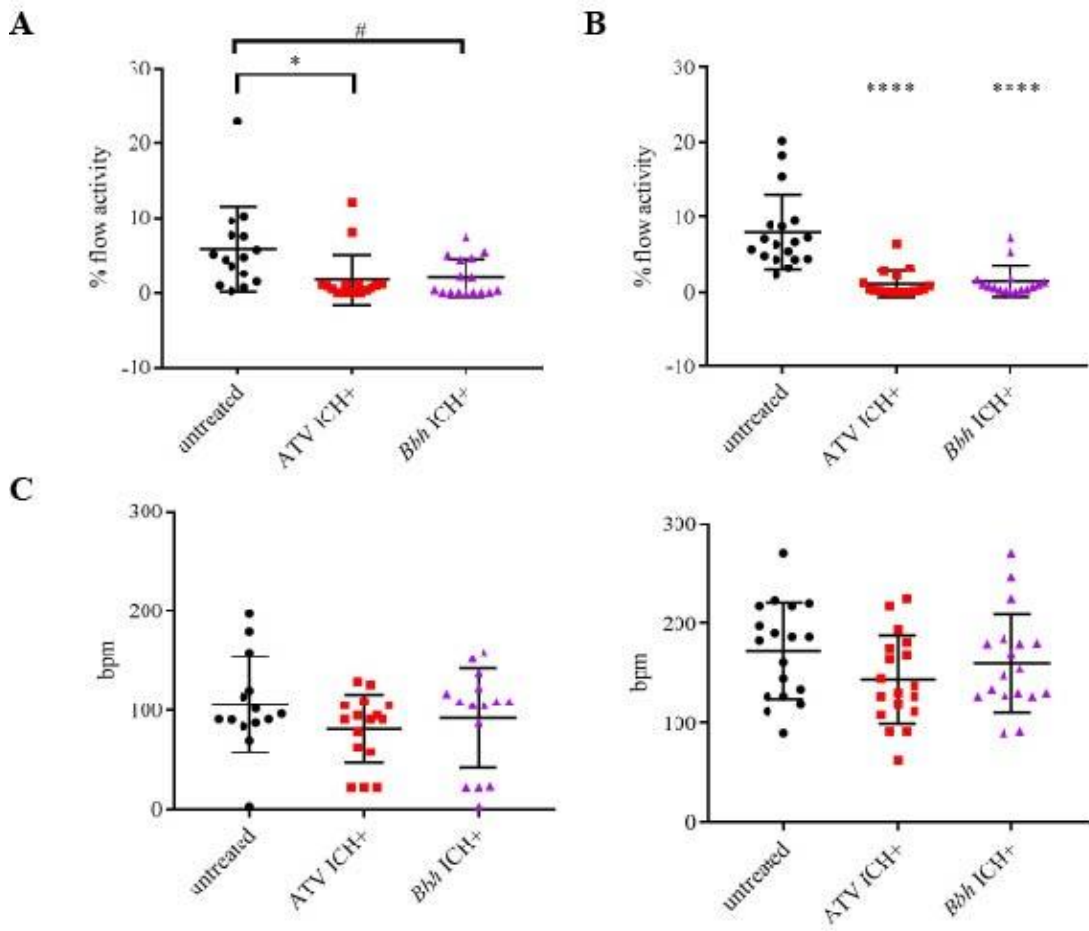 A
B
#
*
30
20
10
0
-10
% flow activity
untreated
ATV ICH+
Bbh ICH+
30
20
10
0
-10
% flow activity
****
****
untreated
ATV ICH+
Bbh ICH+
C
300
200
100
0
bpm
untreated
ATV ICH+
Bbh ICH+
300
200
100
0
bpm
untreated
ATV ICH+
Bbh ICH+